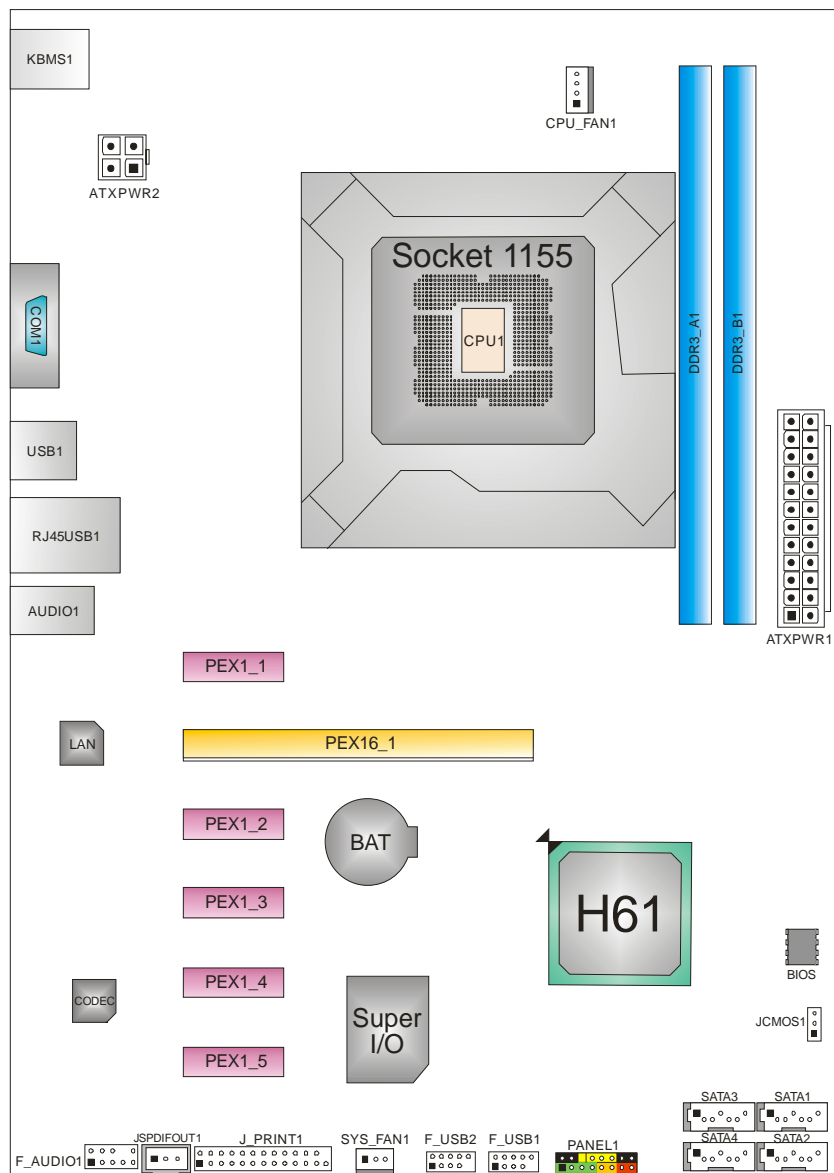 KBMS1
CPU_FAN1
ATXPWR2
Socket 1155
COM1
CPU1
DDR3_A1
DDR3_B1
USB1
RJ45USB1
AUDIO1
ATXPWR1
PEX1_1
LAN
PEX16_1
PEX1_2
BAT
PEX1_3
H61
BIOS
PEX1_4
CODEC
Super
I/O
JCMOS1
PEX1_5
SATA3
SATA1
JSPDIFOUT1
J_PRINT1
SYS_FAN1
F_USB2
F_USB1
PANEL1
SATA4
SATA2
F_AUDIO1